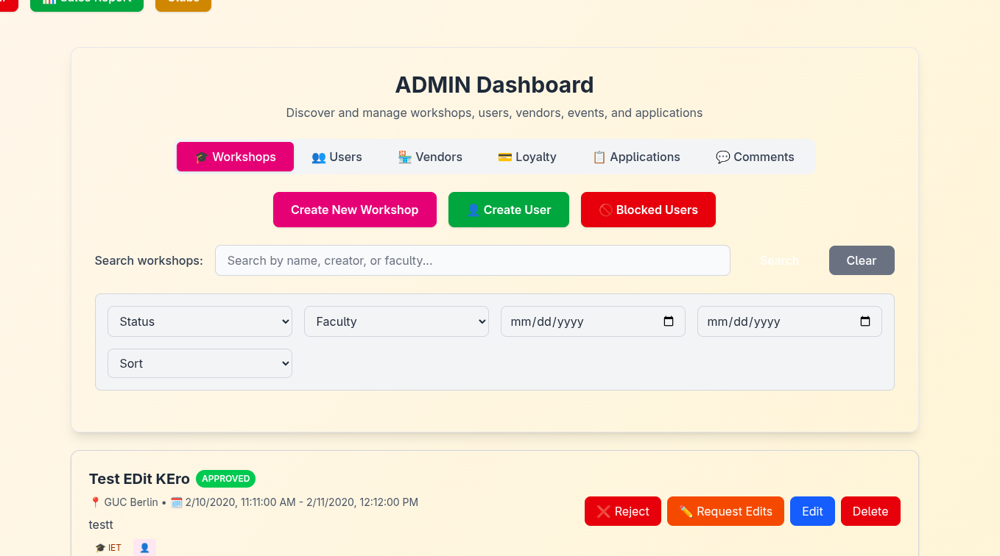 Sales Report Clubs
ADMIN Dashboard
Discover and manage workshops, users, vendors, events, and applications
Workshops Users Vendors Loyalty Applications Comments
Create New Workshop Create User Blocked Users
Search workshops: Search by name, creator, or faculty... Search Clear
Status Faculty mm/dd/yyyy mm/dd/yyyy
Sort
Test EDit KEro APPROVED
GUC Berlin • 2/10/2020, 11:11:00 AM - 2/11/2020, 12:12:00 PM
Reject Request Edits Edit Delete
testt
IET